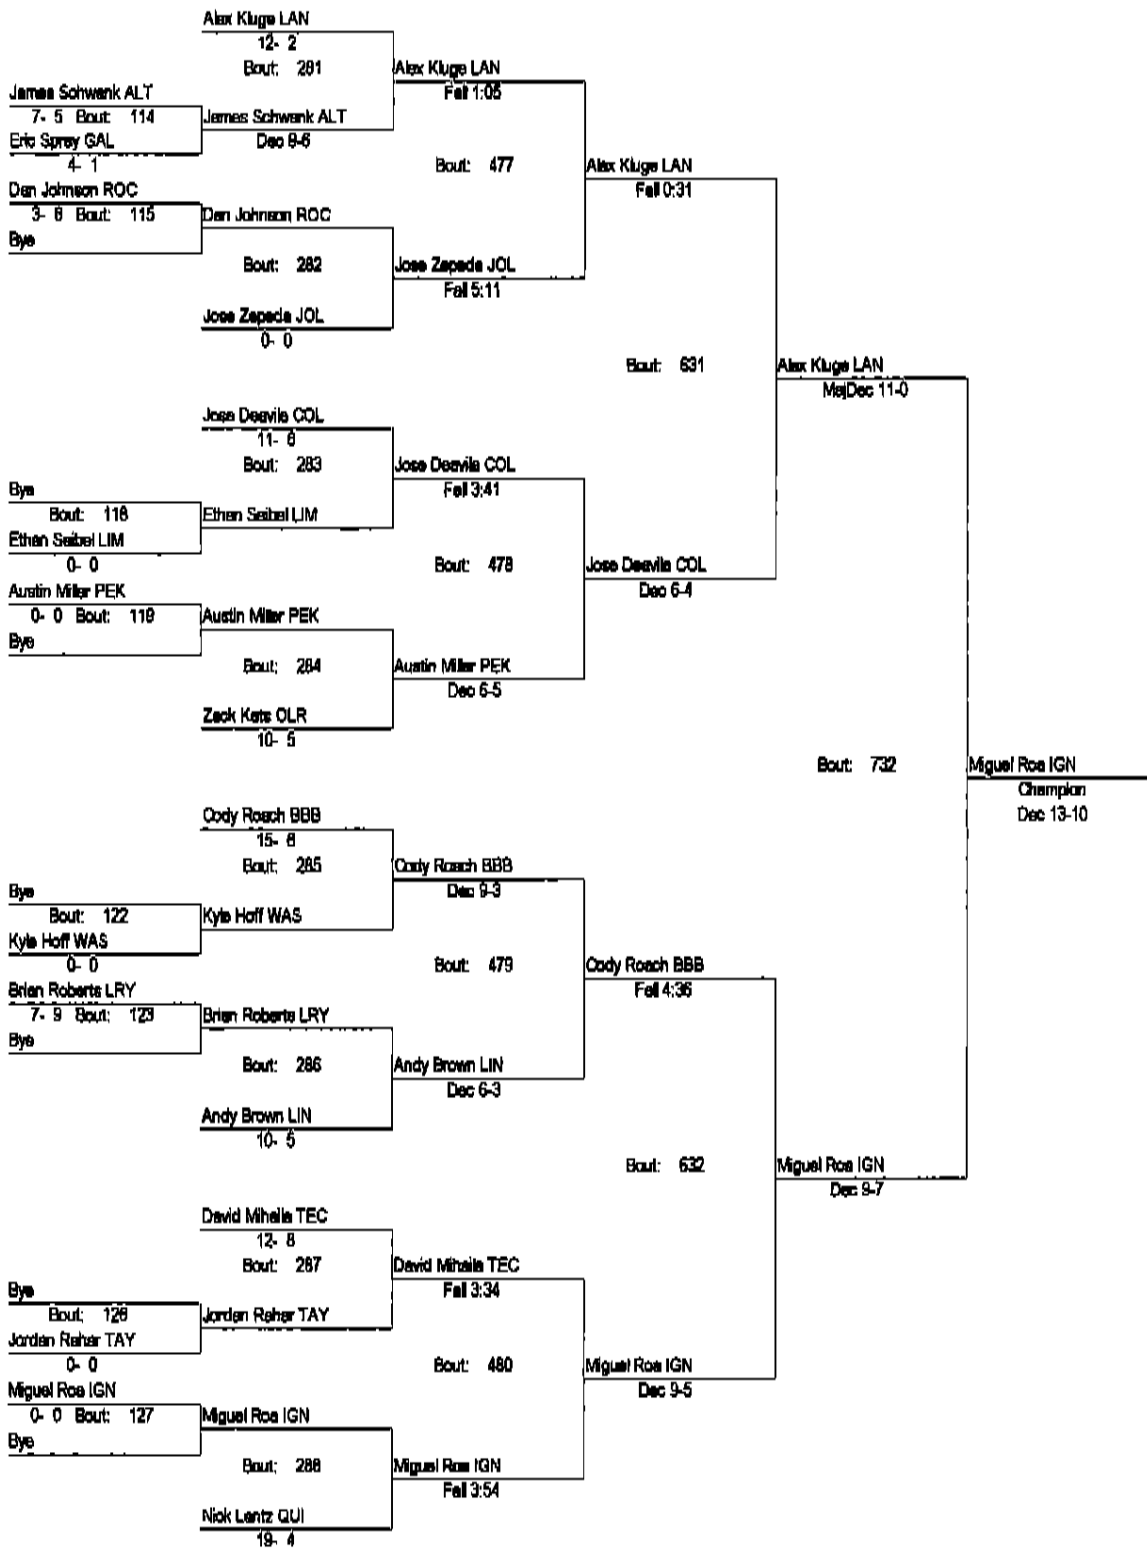 Alex Kluge LAN
12- 2
Bout: 281
Alex Kluge LAN
Fall 1:05
James Schwenk ALT
7- 5 Bout: 114
James Schwenk ALT
Dec 9-6
Eric Spray GAL
4- 1
Bout: 477
Alex Kluge LAN
Fall 0:31
Dan Johnson ROC
3- 8 Bout: 115
Dan Johnson ROC
Bye
Bout: 282
Jose Zepeda JOL
Fall 5:11
Jose Zepeda JOL
0- 0
Bout: 631
Alex Kluge LAN
MajDec 11-0
Jose Deavila COL
11- 6
Bout: 283
Jose Deavila COL
Fall 3:41
Bye
Bout: 118
Ethan Seibel LIM
Ethan Seibel LIM
0- 0
Bout: 478
Jose Deavila COL
Dec 6-4
Austin Miller PEK
0- 0 Bout: 119
Austin Miller PEK
Bye
Bout: 284
Austin Miller PEK
Dec 6-5
Zack Kats OLR
10- 5
Bout: 732
Miguel Roa IGN
Champion
Dec 13-10
Cody Roach BBB
15- 6
Bout: 285
Cody Roach BBB
Dec 9-3
Bye
Bout: 122
Kyle Hoff WAS
Kyle Hoff WAS
0- 0
Bout: 479
Cody Roach BBB
Fall 4:36
Brian Roberts LRY
7- 9 Bout: 123
Brian Roberts LRY
Bye
Bout: 286
Andy Brown LIN
Dec 6-3
Andy Brown LIN
10- 5
Bout: 632
Miguel Roa IGN
Dec 9-7
David Mihaila TEC
12- 8
Bout: 287
David Mihaila TEC
Fall 3:34
Bye
Bout: 126
Jordan Rahar TAY
Jordan Rahar TAY
0- 0
Bout: 480
Miguel Roa IGN
Dec 9-5
Miguel Roa IGN
0- 0 Bout: 127
Miguel Roa IGN
Bye
Bout: 288
Miguel Roa IGN
Fall 3:54
Nick Lentz QUI
19- 4